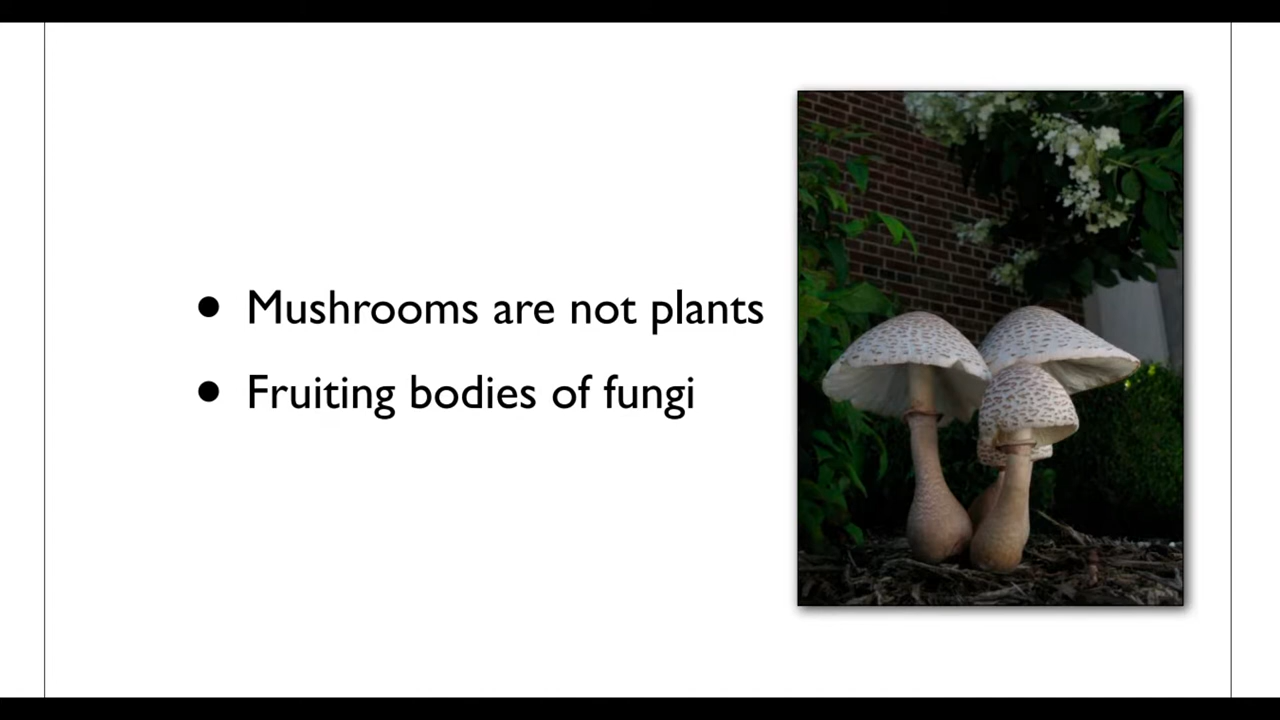 • Mushrooms are not plants
• Fruiting bodies of fungi